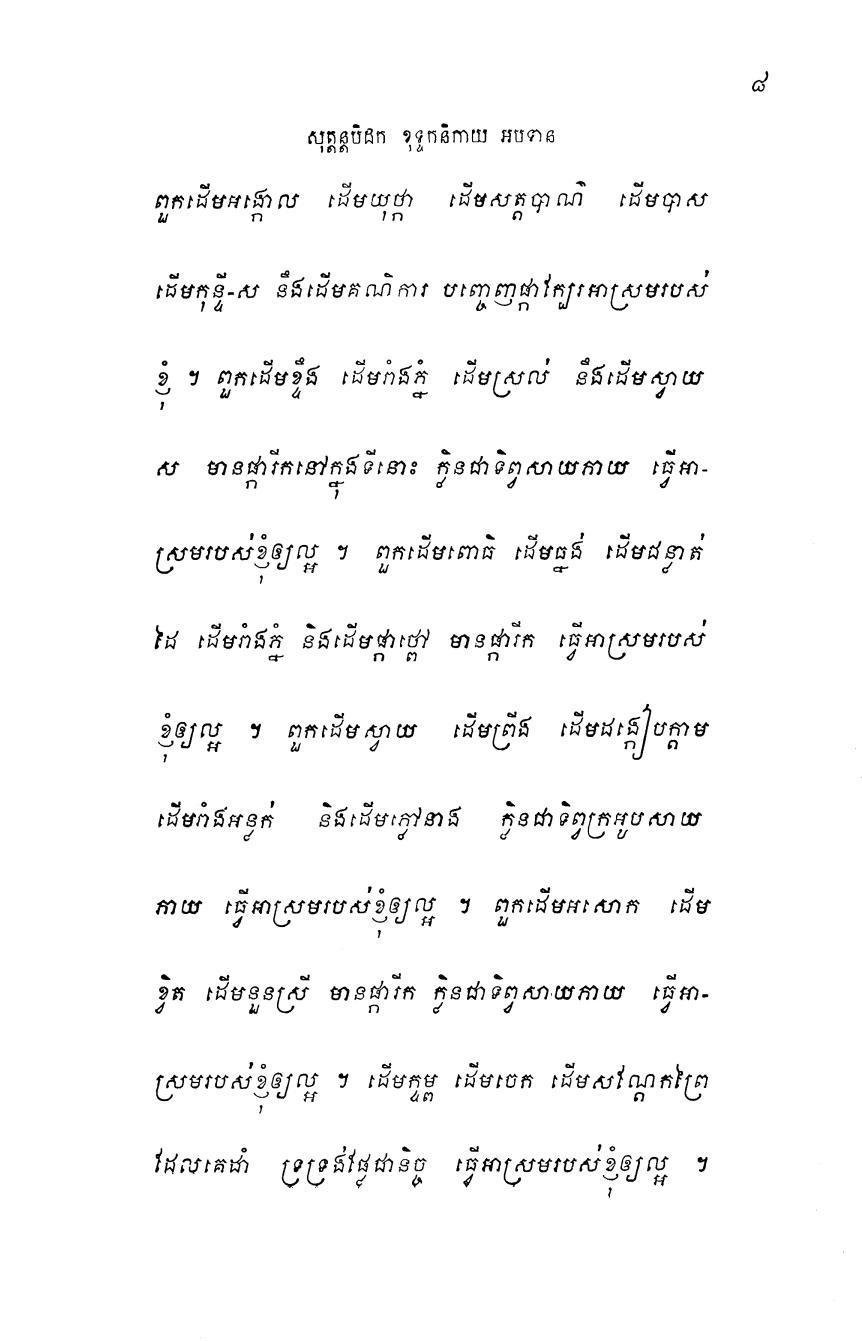 ៨
សុត្តន្តបិដក ខុទ្ទកនិកាយ អបទាន
ពួកដើមអង្កោល ដើមយុថ្កា ដើមសត្តបាណិ ដើមបាស
ដើមកុន្ទី-ស នឹងដើមគណិការ បញ្ចេញផ្កាក្បែរអាស្រមរបស់
ខ្ញុំ ។ ពួកដើមខ្ទឹង ដើមរាំងភ្នំ ដើមស្រល់ នឹងដើមស្វាយ
ស មានផ្ការីកនៅក្នុងទីនោះ ក្លិនជាទិព្វសាយភាយ ធ្វើអា-
ស្រមរបស់ខ្ញុំឲ្យល្អ ។ ពួកដើមពោធិ ដើមធ្នង់ ដើមជន្លាត់
ដៃ ដើមរាំងភ្នំ និងដើមផ្កាថ្កៅ មានផ្ការីក ធ្វើអាស្រមរបស់
ខ្ញុំឲ្យល្អ ។ ពួកដើមស្វាយ ដើមព្រីង ដើមដង្កៀបក្តាម
ដើមរាំងអន្ទក់ និងដើមភ្លៅនាង ក្លិនជាទិព្វក្រអូបសាយ
ភាយ ធ្វើអាស្រមរបស់ខ្ញុំឲ្យល្អ ។ ពួកដើមអសោក ដើម
ខ្វិត ដើមនួនស្រី មានផ្ការីក ក្លិនជាទិព្វសាយភាយ ធ្វើអា-
ស្រមរបស់ខ្ញុំឲ្យល្អ ។ ដើមក្ទម្ព ដើមចេក ដើមសណ្តែកព្រៃ
ដែលគេដាំ ទ្រទ្រង់ផ្លែជានិច្ច ធ្វើអាស្រមរបស់ខ្ញុំឲ្យល្អ ។